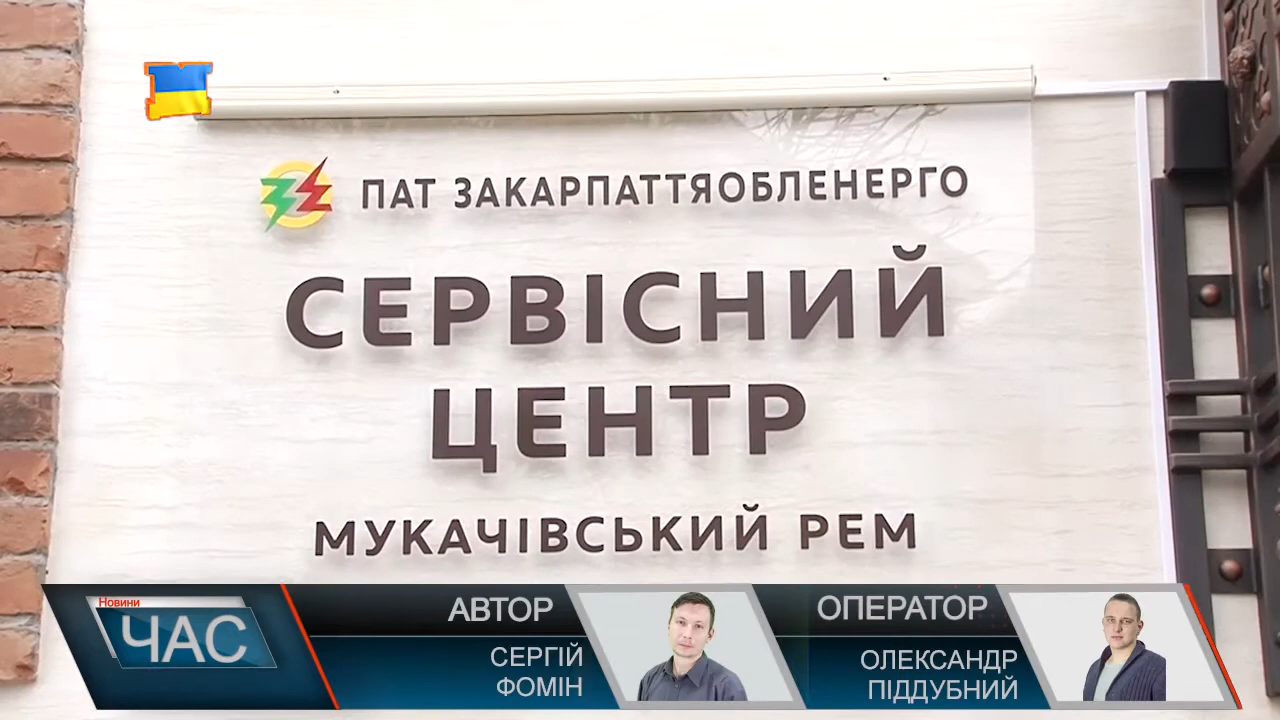 ПАТ ЗАКАРПАТТЯОБЛЕНЕРГО
СЕРВІСНИЙ
ЦЕНТР
МУКАЧІВСЬКИЙ РЕМ
Новини
ЧАС
АВТОР
СЕРГІЙ
ФОМІН
ОПЕРАТОР
ОЛЕКСАНДР
ПІДДУБНИЙ